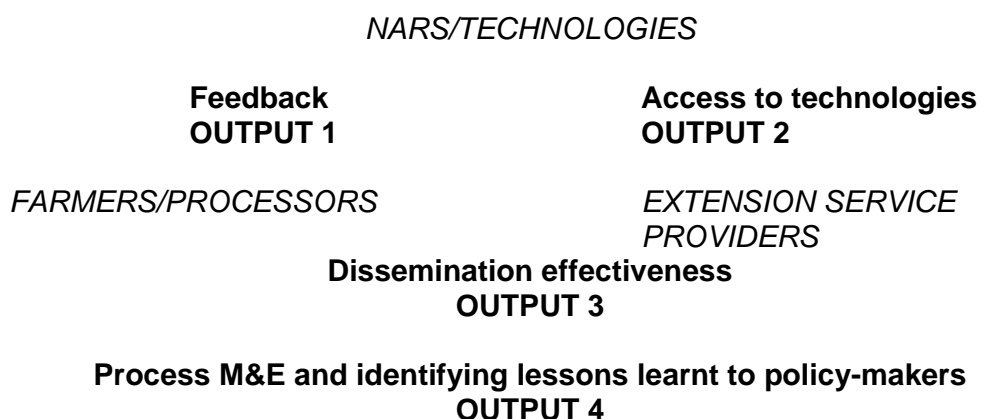 NARS/TECHNOLOGIES
Feedback
OUTPUT 1
Access to technologies
OUTPUT 2
FARMERS/PROCESSORS
EXTENSION SERVICE
PROVIDERS
Dissemination effectiveness
OUTPUT 3
Process M&E and identifying lessons learnt to policy-makers
OUTPUT 4